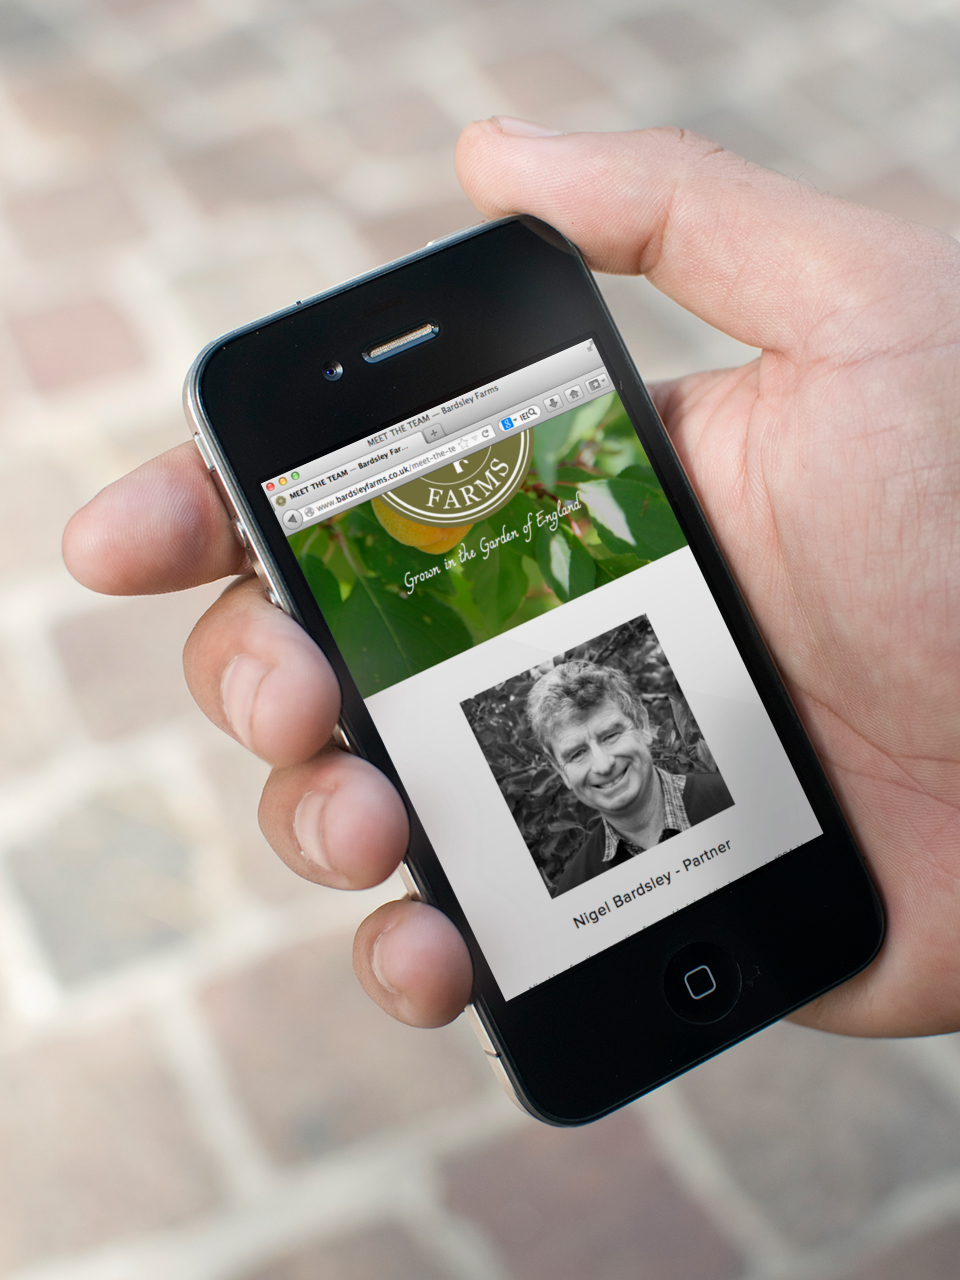 MEET THE TEAM — Bardsley Farms
MEET THE TEAM — Bardsley Far...
www.bardsleyfarms.co.uk/meet-the-te
FARMS
Grown in the Garden of England
Nigel Bardsley - Partner